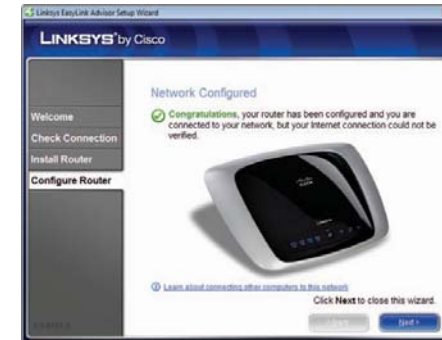 Linksys EasyLink Advisor Setup Wizard
LINKSYS® by Cisco
Network Configured
Congratulations, your router has been configured and you are
connected to your network, but your Internet connection could not be
verified.
Welcome
Check Connection
Install Router
Configure Router
Learn about connecting other computers to this network
Click Next to close this wizard.
Next >